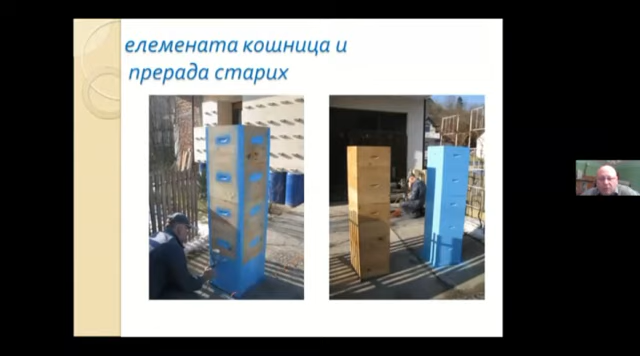 елемената кошница и
прерада старих